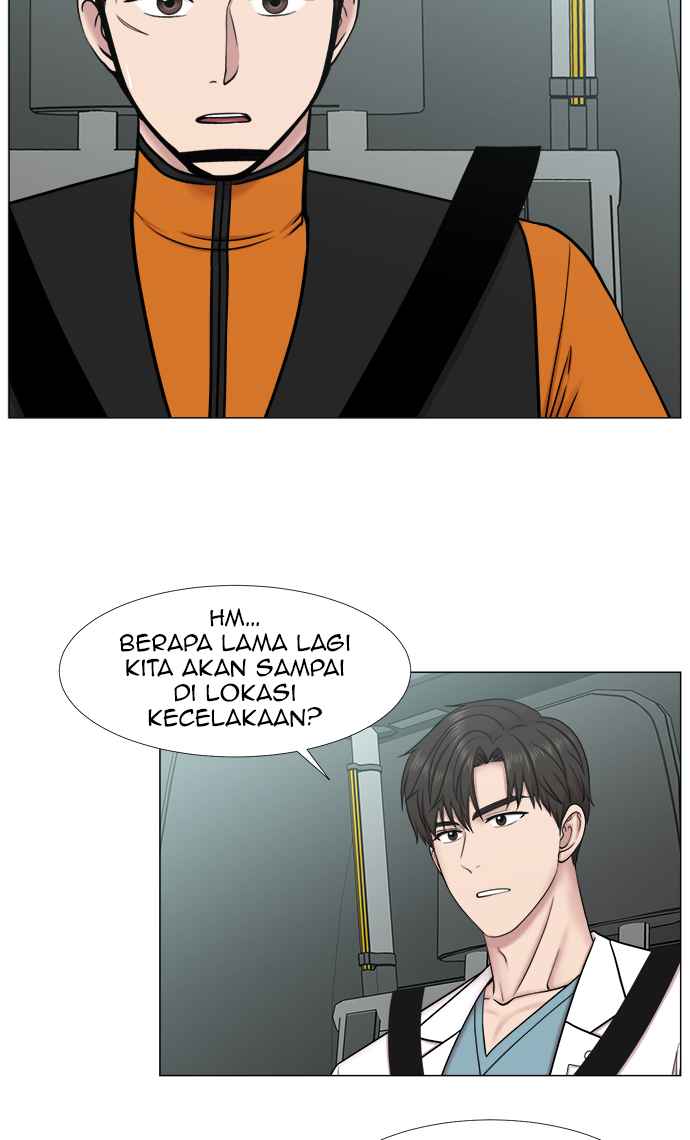 HM...
BERAPA LAMA LAGI
KITA AKAN SAMPAI
DI LOKASI
KECELAKAAN?